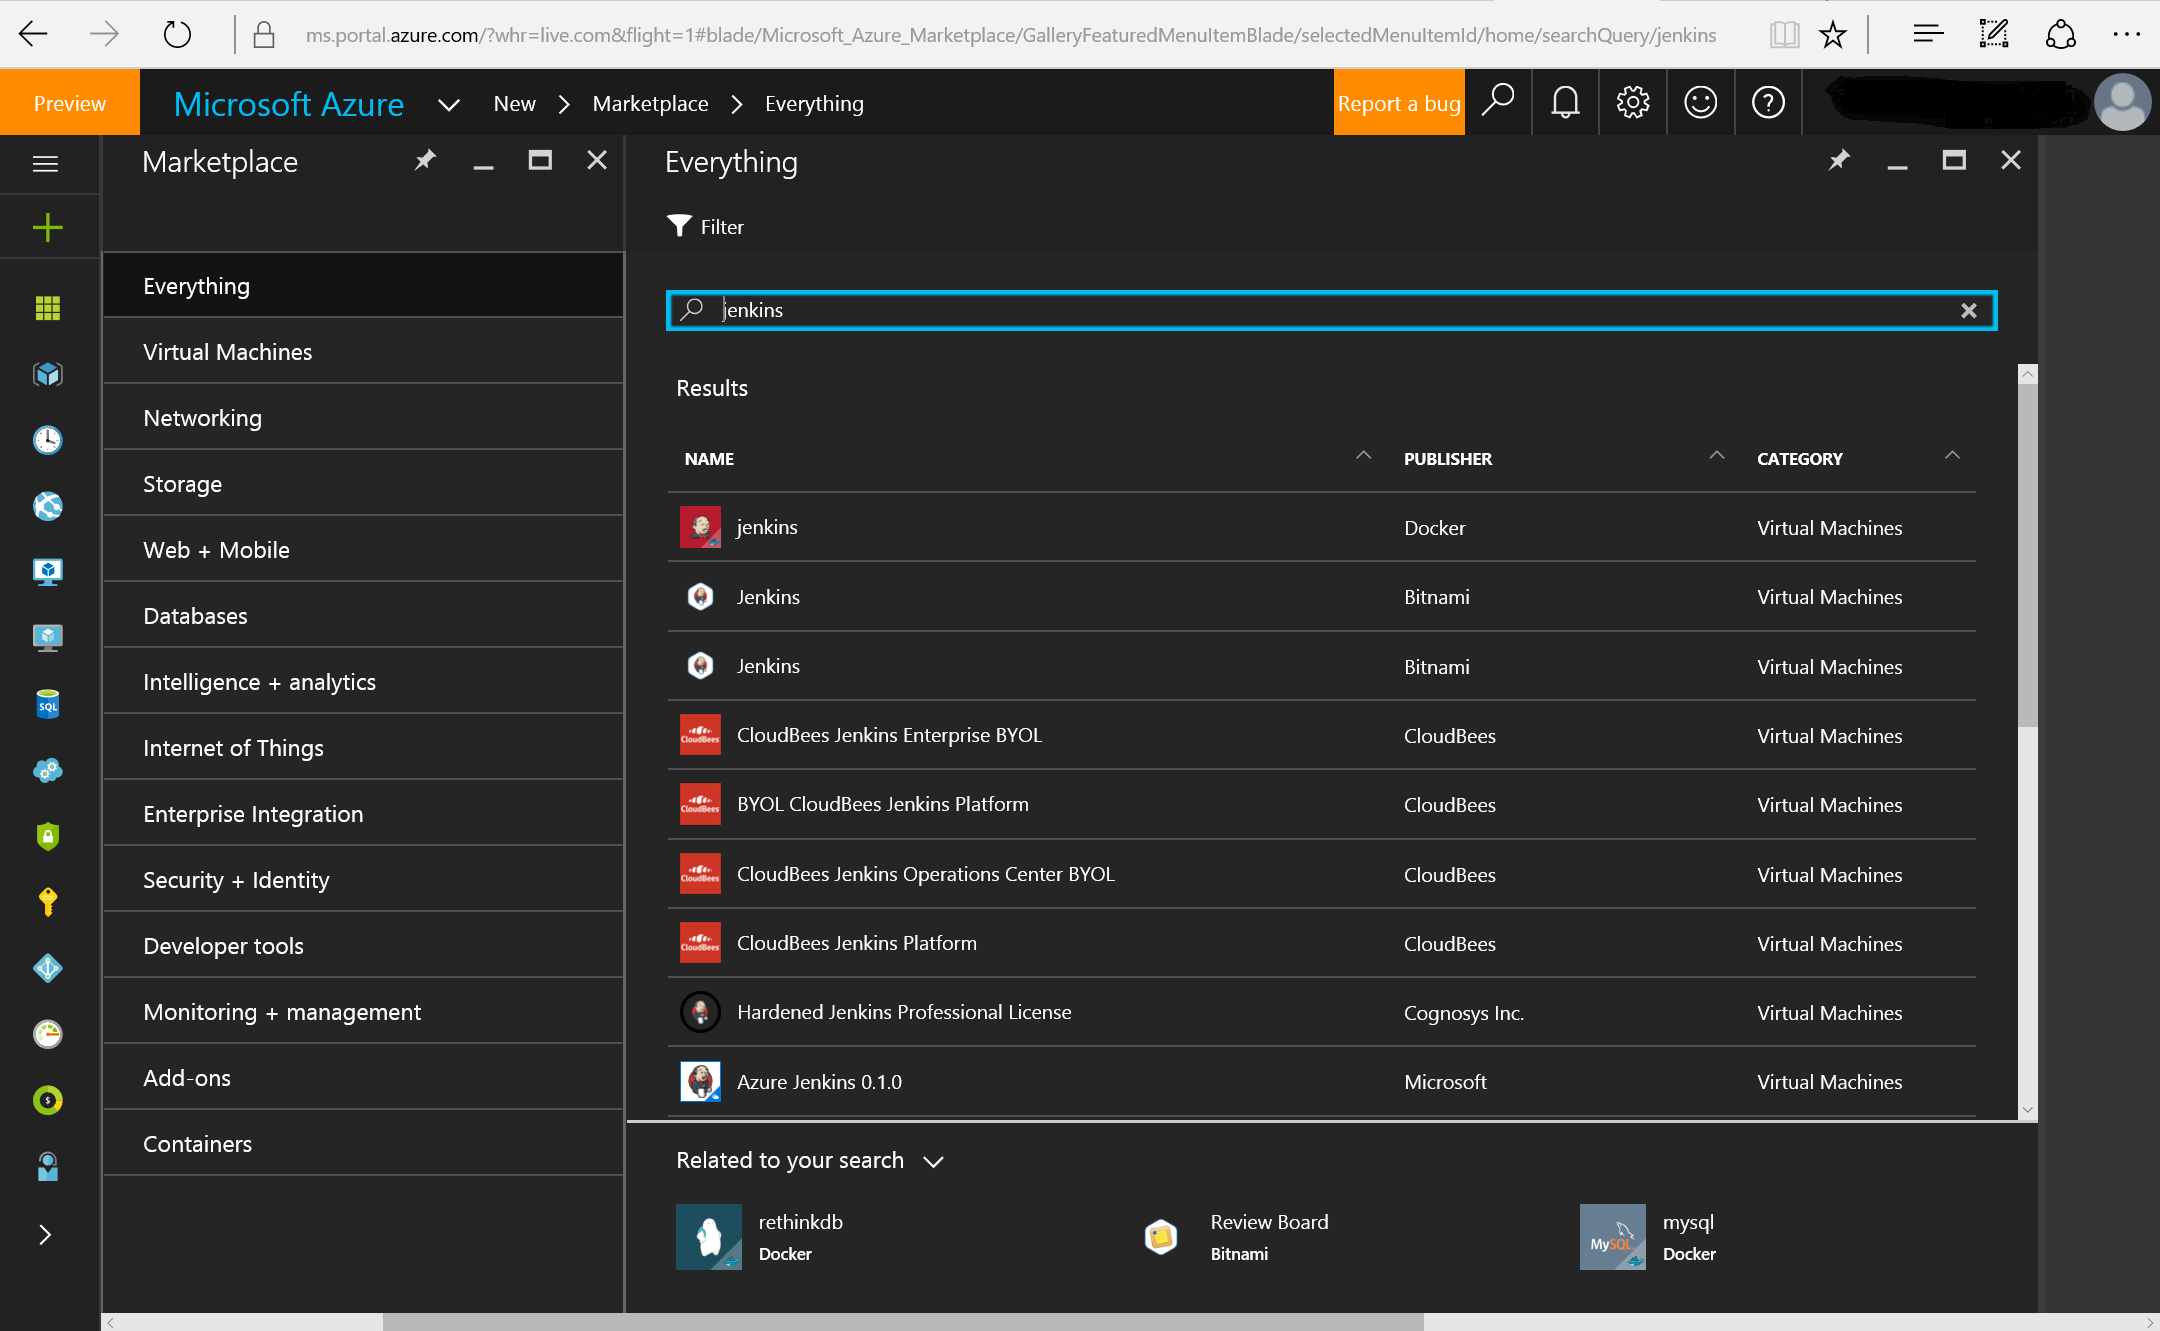 ms.portal.azure.com/?whr=live.com&flight=1#blade/Microsoft_Azure_Marketplace/GalleryFeaturedMenuItemBlade/selectedMenuItemId/home/searchQuery/jenkins
Preview
Microsoft Azure
New
Marketplace
Everything
Report a bug
Marketplace
Everything
Virtual Machines
Networking
Storage
Web + Mobile
Databases
Intelligence + analytics
Internet of Things
Enterprise Integration
Security + Identity
Developer tools
Monitoring + management
Add-ons
Containers
SQL
Everything
Filter
jenkins
Results
NAME PUBLISHER CATEGORY
jenkins Docker Virtual Machines
Jenkins Bitnami Virtual Machines
Jenkins Bitnami Virtual Machines
CloudBees CloudBees Jenkins Enterprise BYOL CloudBees Virtual Machines
CloudBees BYOL CloudBees Jenkins Platform CloudBees Virtual Machines
CloudBees CloudBees Jenkins Operations Center BYOL CloudBees Virtual Machines
CloudBees CloudBees Jenkins Platform CloudBees Virtual Machines
Hardened Jenkins Professional License Cognosys Inc. Virtual Machines
Azure Jenkins 0.1.0 Microsoft Virtual Machines
Related to your search
rethinkdb
Docker
Review Board
Bitnami
MySQL
mysql
Docker